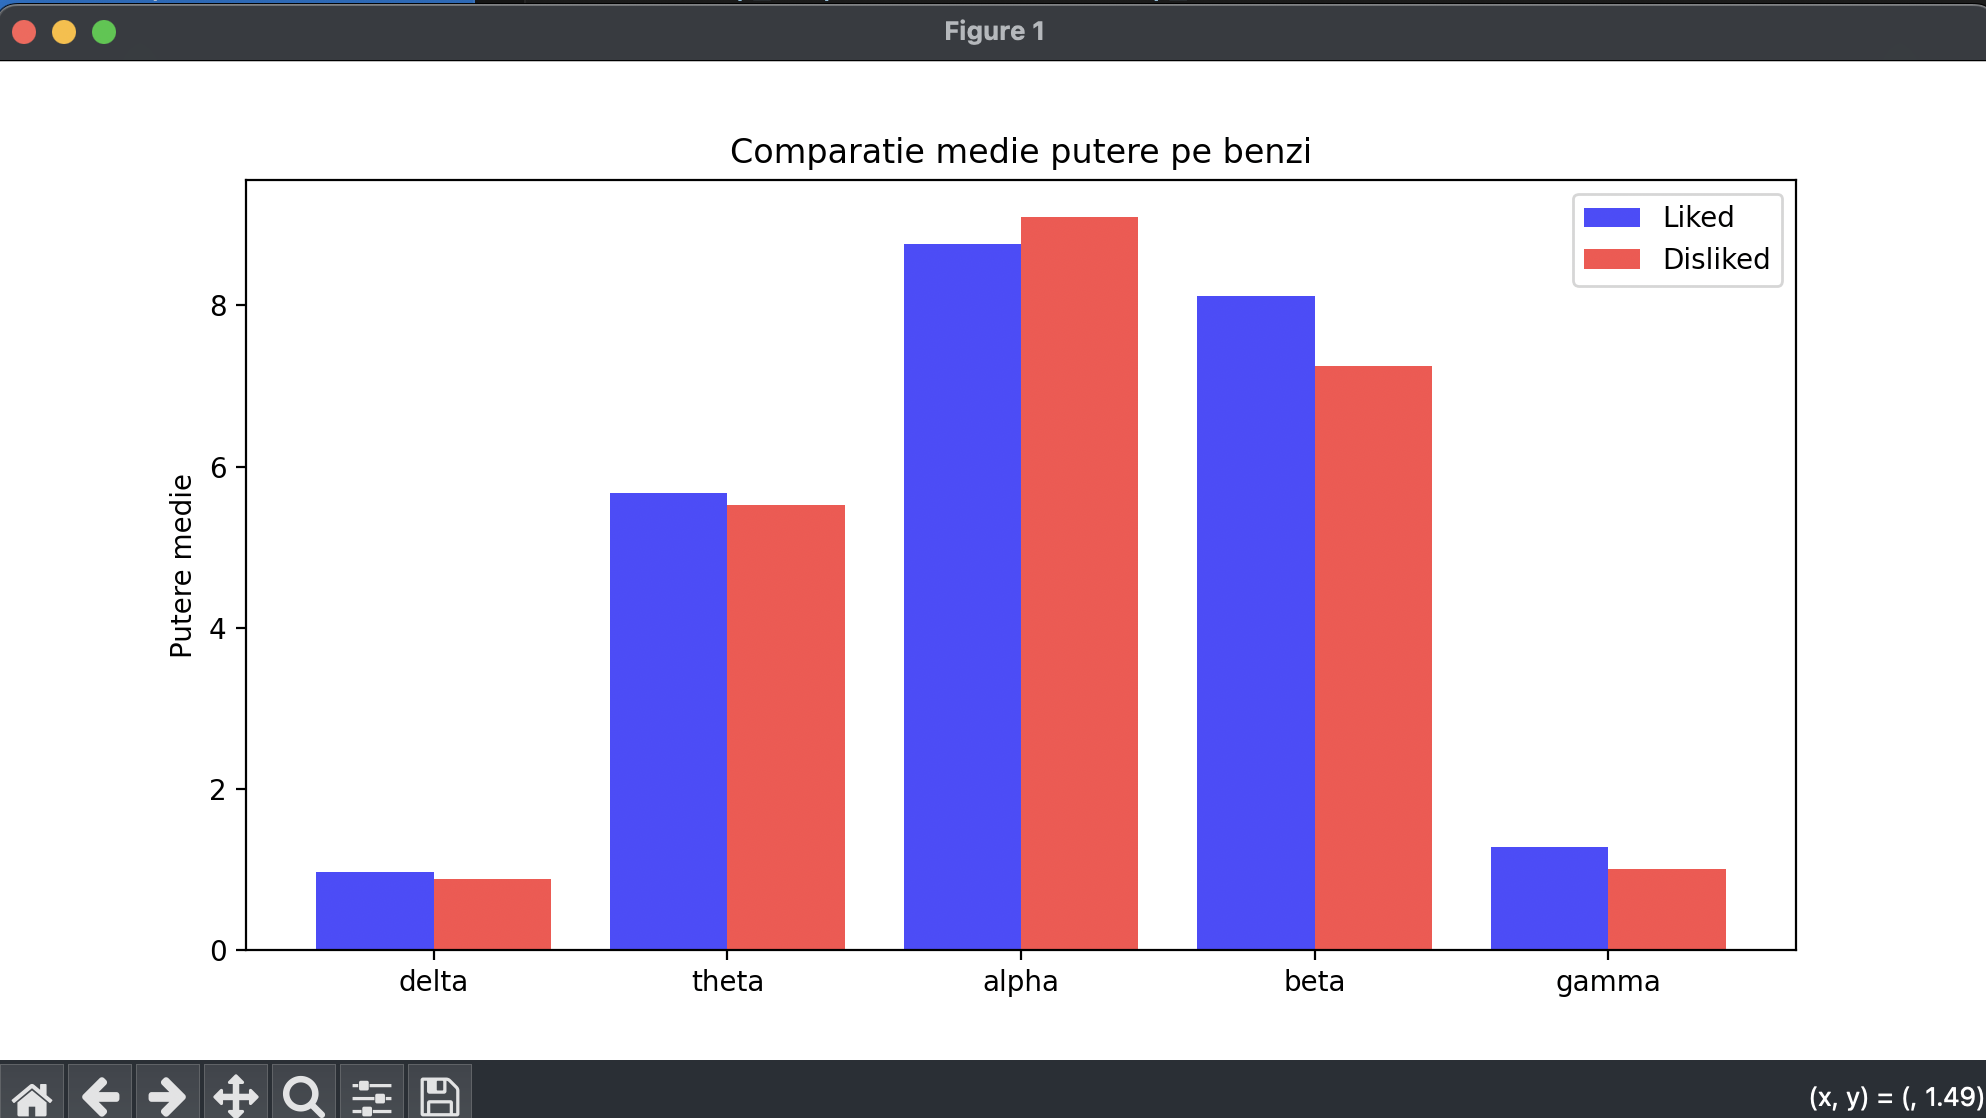 Figure 1
Comparatie medie putere pe benzi
Liked
Disliked
Putere medie
8
6
4
2
0
delta theta alpha beta gamma
(x, y) = (, 1.49)